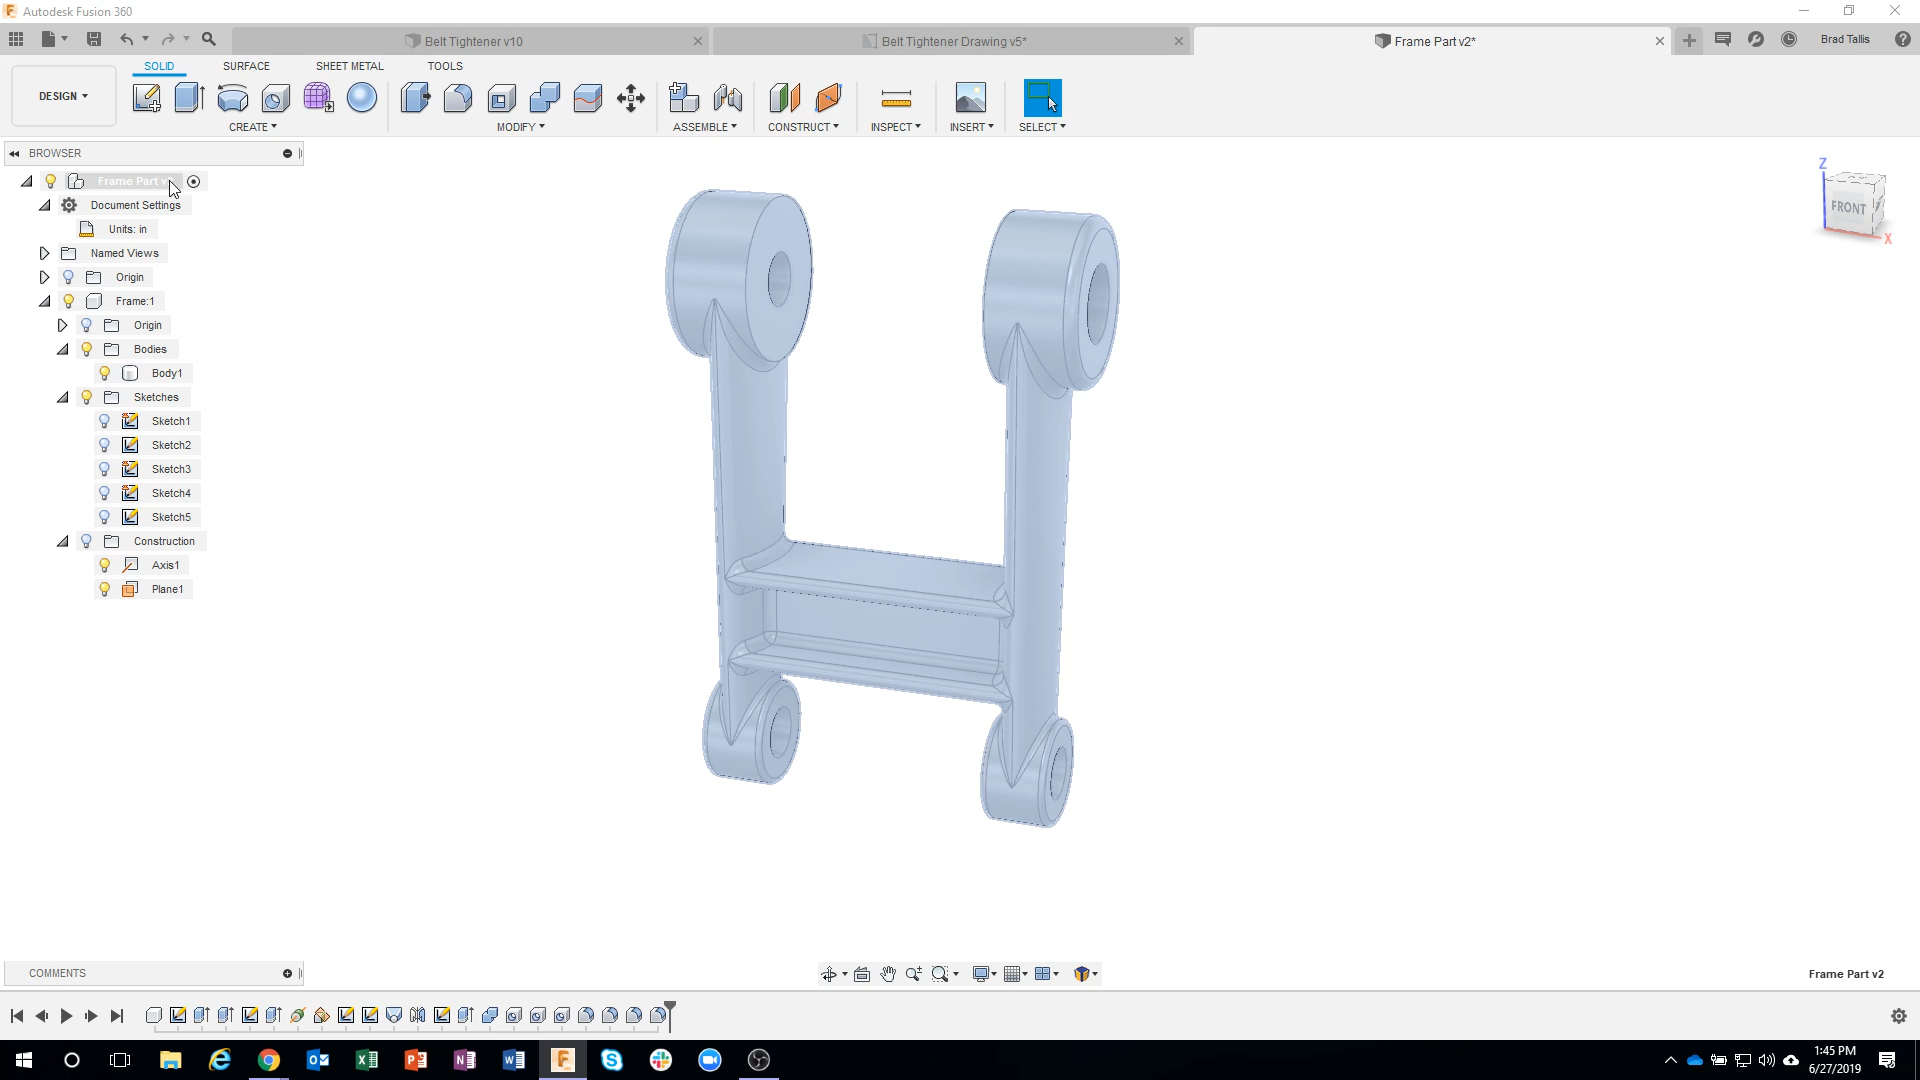 Autodesk Fusion 360
Belt Tightener v10
Belt Tightener Drawing v5*
Frame Part v2*
Brad Tallis
SOLID
SURFACE
SHEET METAL
TOOLS
DESIGN
CREATE
MODIFY
ASSEMBLE
CONSTRUCT
INSPECT
INSERT
SELECT
BROWSER
Frame Part
Document Settings
Units: in
Named Views
Origin
Frame:1
Origin
Bodies
Body1
Sketches
Sketch1
Sketch2
Sketch3
Sketch4
Sketch5
Construction
Axis1
Plane1
Z
FRONT
X
COMMENTS
Frame Part v2
1:45 PM
6/27/2019